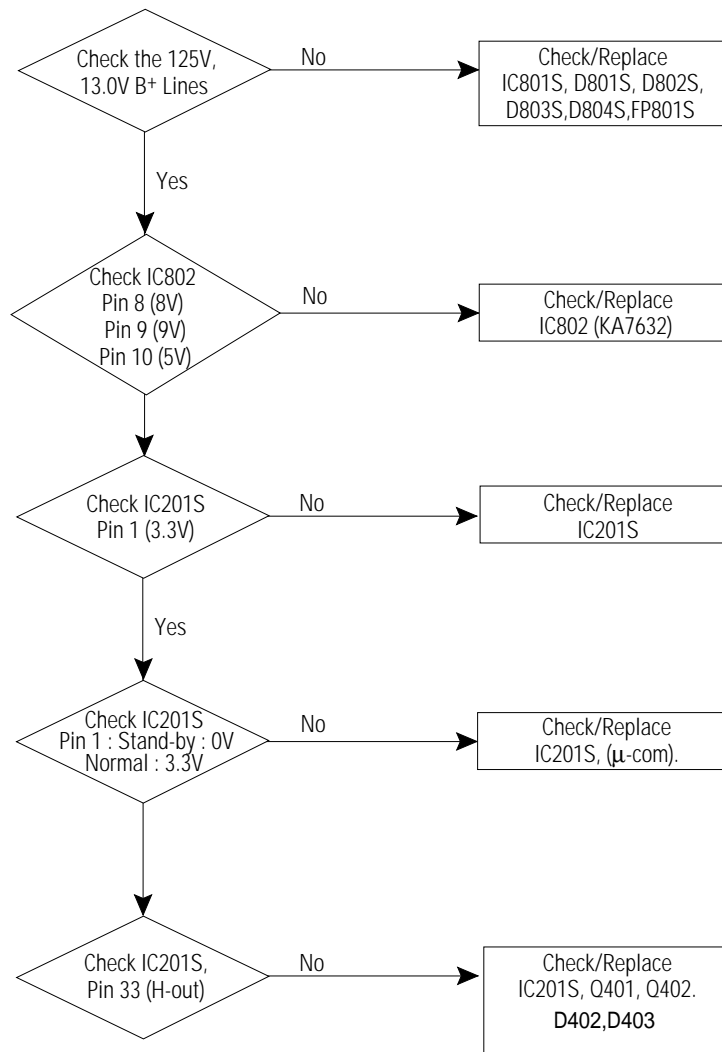 Check the 125V,
13.0V B+ Lines
No
Check/Replace
IC801S, D801S, D802S,
D803S,D804S,FP801S
Yes
Check IC802
Pin 8 (8V)
Pin 9 (9V)
Pin 10 (5V)
No
Check/Replace
IC802 (KA7632)
Check IC201S
Pin 1 (3.3V)
No
Check/Replace
IC201S
Yes
Check IC201S
Pin 1 : Stand-by : 0V
Normal : 3.3V
No
Check/Replace
IC201S, (μ-com).
Check IC201S,
Pin 33 (H-out)
No
Check/Replace
IC201S, Q401, Q402.
D402,D403